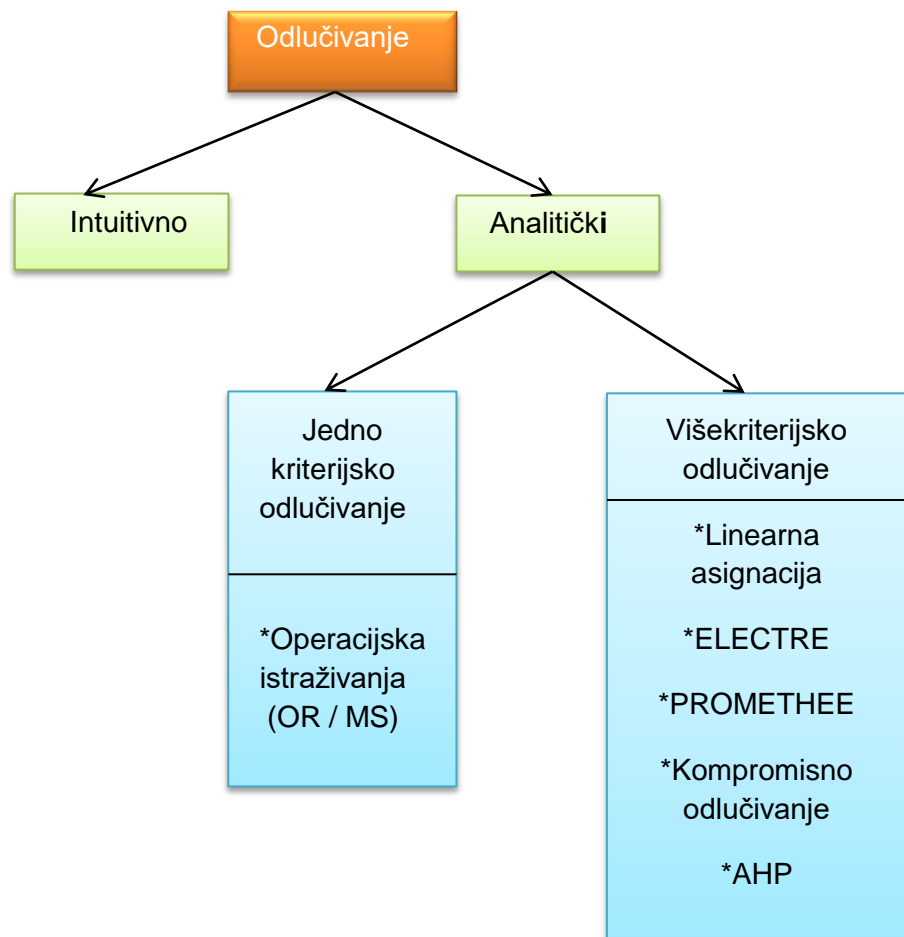 Odlučivanje
Intuitivno
Analitički
Jedno
kriterijsko
odlučivanje
*Operacijska
istraživanja
(OR / MS)
Višekriterijsko
odlučivanje
*Linearna
asignacija
*ELECTRE
*PROMETHEE
*Kompromisno
odlučivanje
*AHP